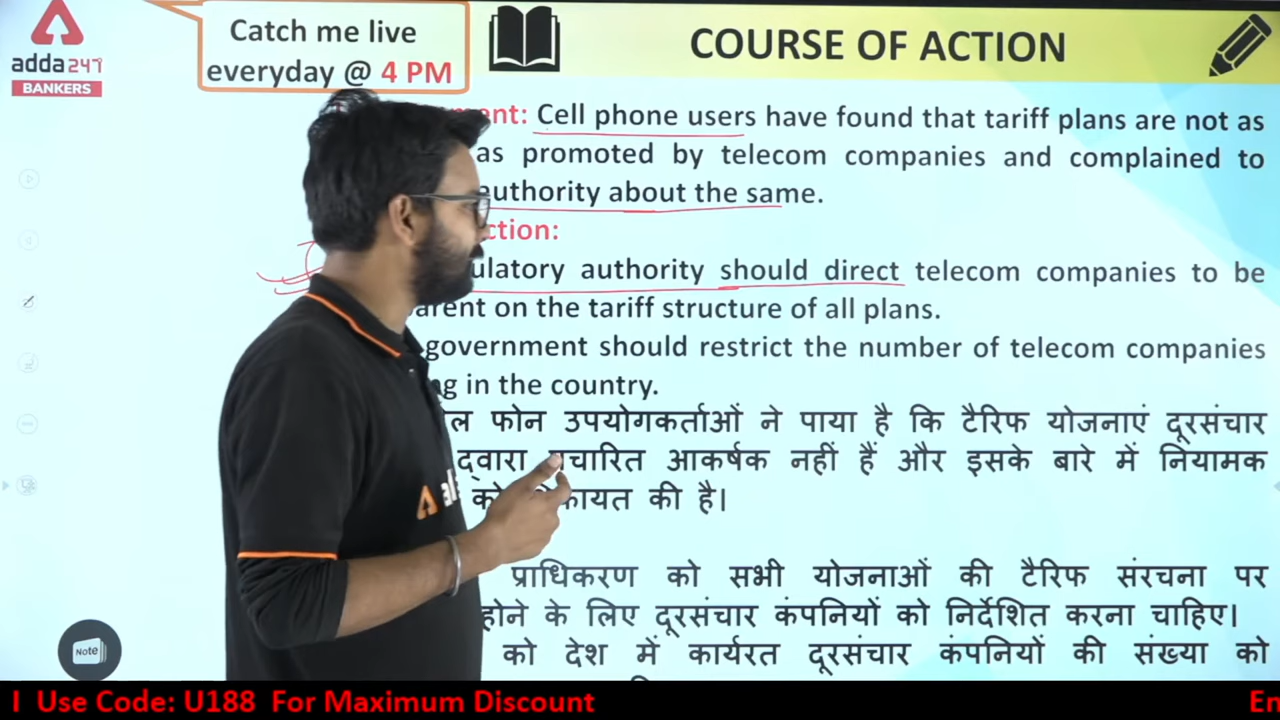 adda247
BANKERS
Catch me live
everyday @ 4 PM
COURSE OF ACTION
Cell phone users have found that tariff plans are not as
as promoted by telecom companies and complained to
authority about the same.
authority should direct telecom companies to be
on the tariff structure of all plans.
government should restrict the number of telecom companies
in the country.
फोन उपयोगकर्ताओं ने पाया है कि टैरिफ योजनाएं दूरसंचार
द्वारा आकर्षक नहीं हैं और इसके बारे में नियामक
की है।
प्राधिकरण को सभी योजनाओं की टैरिफ संरचना पर
होने के लिए दूरसंचार कंपनियों को निर्देशित करना चाहिए।
को देश में कार्यरत दूरसंचार कंपनियों की संख्या को
Note
Use Code: U188 For Maximum Discount